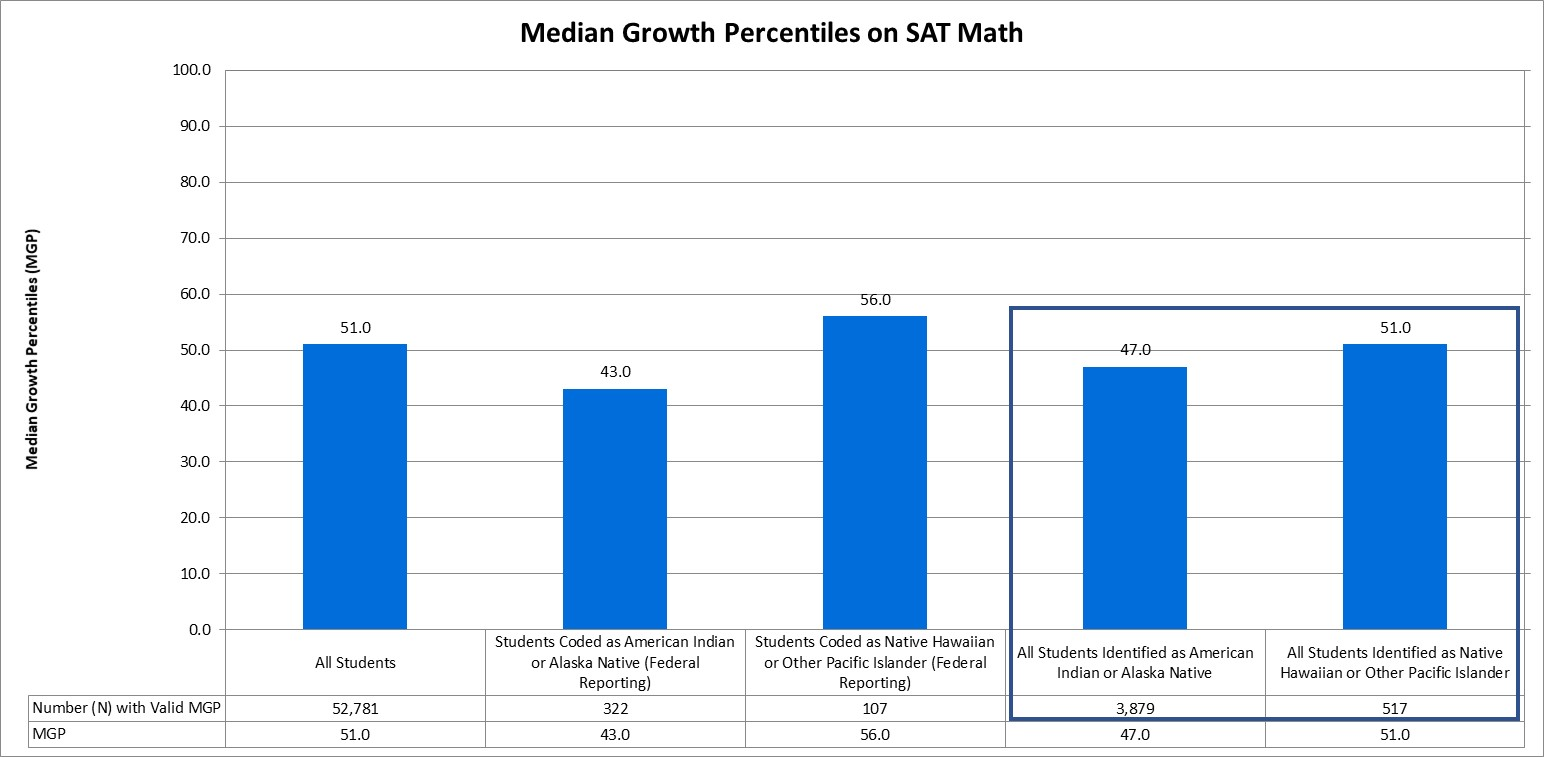 Median Growth Percentiles on SAT Math
Median Growth Percentiles (MGP)
100.0
90.0
80.0
70.0
60.0
50.0
40.0
30.0
20.0
10.0
0.0
51.0
43.0
56.0
47.0
51.0
All Students
Students Coded as American Indian
or Alaska Native (Federal
Reporting)
Students Coded as Native Hawaiian
or Other Pacific Islander (Federal
Reporting)
All Students Identified as American
Indian or Alaska Native
All Students Identified as Native
Hawaiian or Other Pacific Islander
Number (N) with Valid MGP 52,781 322 107 3,879 517
MGP 51.0 43.0 56.0 47.0 51.0